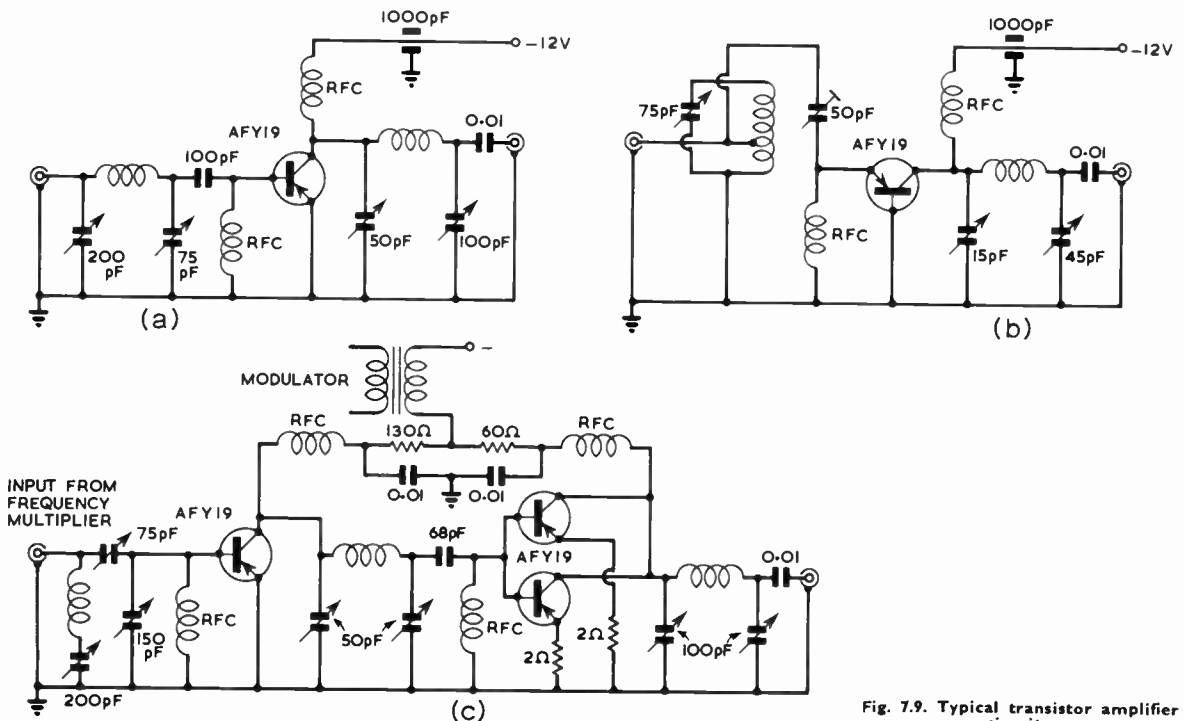 1000pF
-12V
RFC
AFY19
0.01
100pF
RFC
200
pF
75
pF
50pF
100pF
(a)
1000pF
-12V
RFC
75pF
50pF
AFY19
0.01
RFC
15pF
45pF
(b)
MODULATOR
-
RFC
130Ω
60Ω
RFC
0.01
0.01
INPUT FROM
FREQUENCY
MULTIPLIER
AFY19
75pF
68pF
AFY19
0.01
RFC
150
pF
200pF
50pF
RFC
2Ω
2Ω
100pF
(c)
Fig. 7.9. Typical transistor amplifier